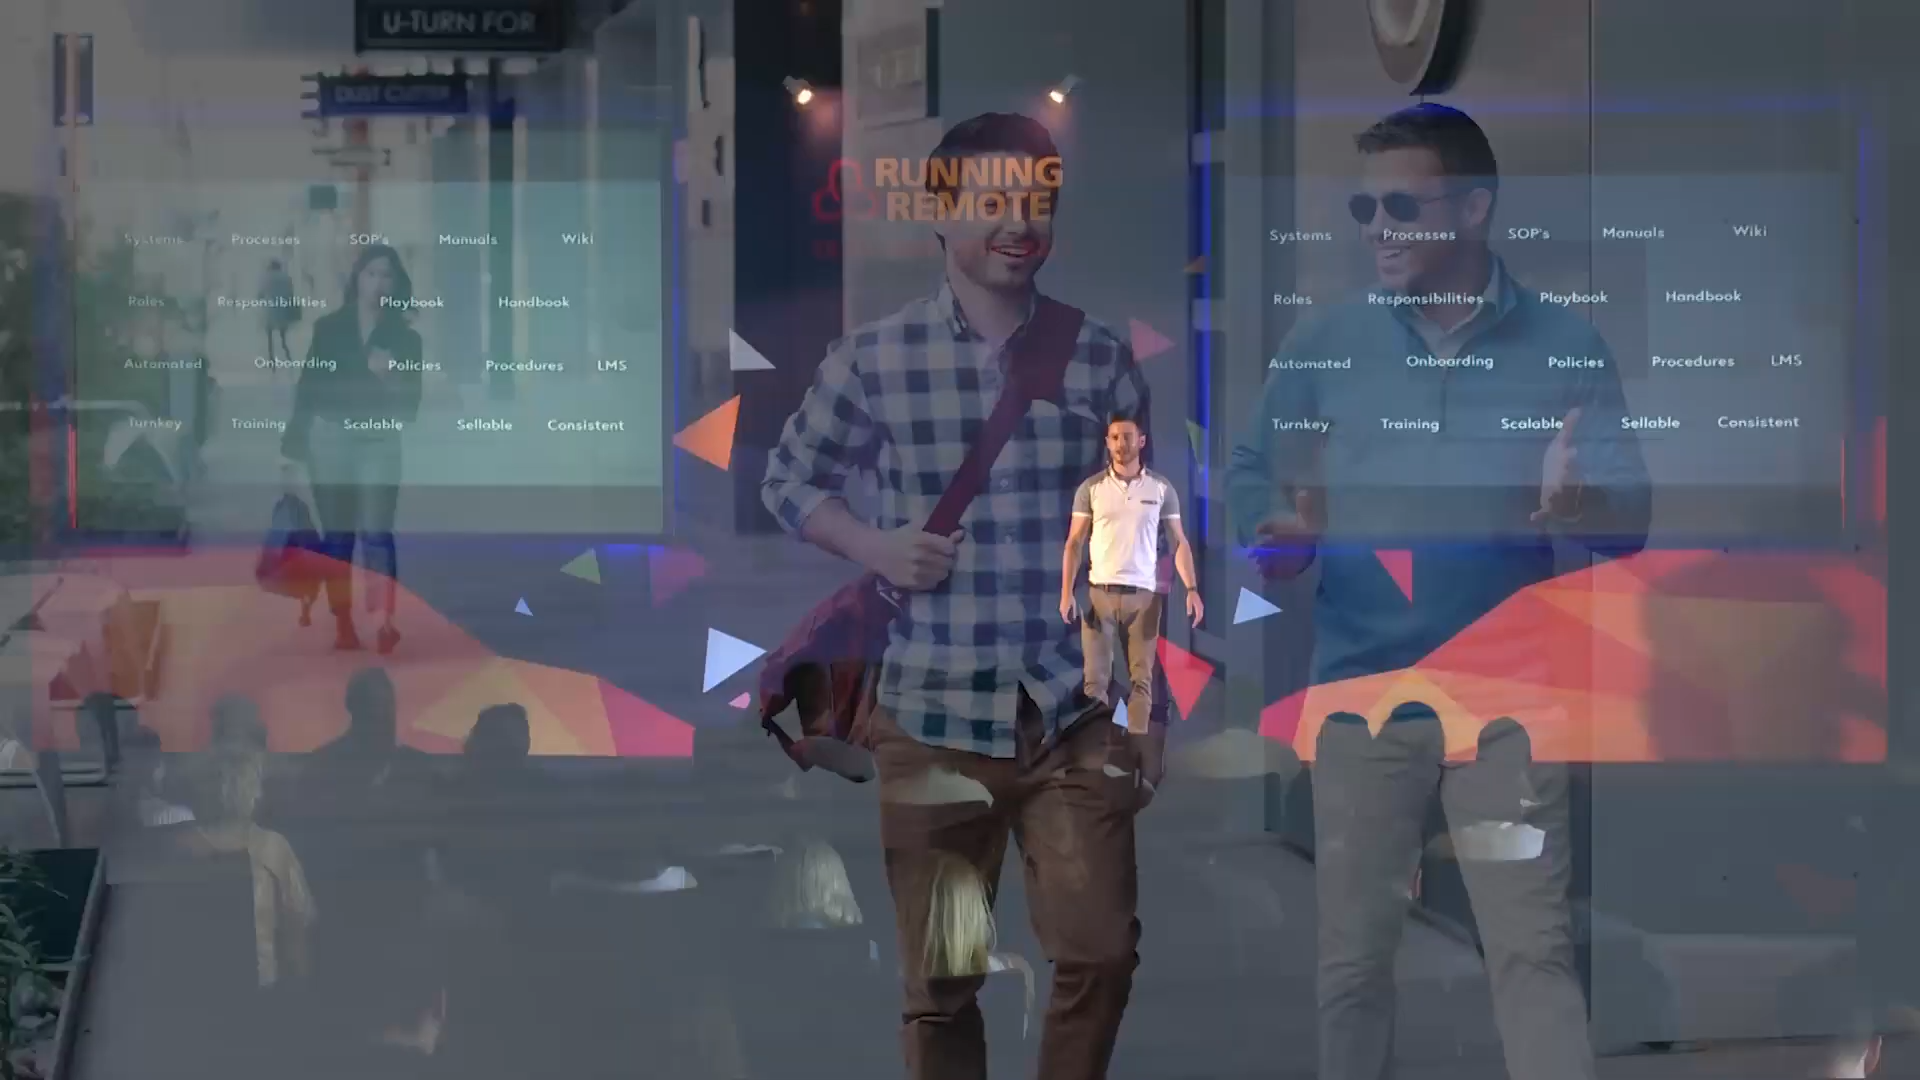 U-TURN FOR
DUST CUTTER
RUNNING
REMOTE
Systems Processes SOP's Manuals Wiki
Roles Responsibilities Playbook Handbook
Automated Onboarding Policies Procedures LMS
Turnkey Training Scalable Sellable Consistent
Systems Processes SOP's Manuals Wiki
Roles Responsibilities Playbook Handbook
Automated Onboarding Policies Procedures LMS
Turnkey Training Scalable Sellable Consistent